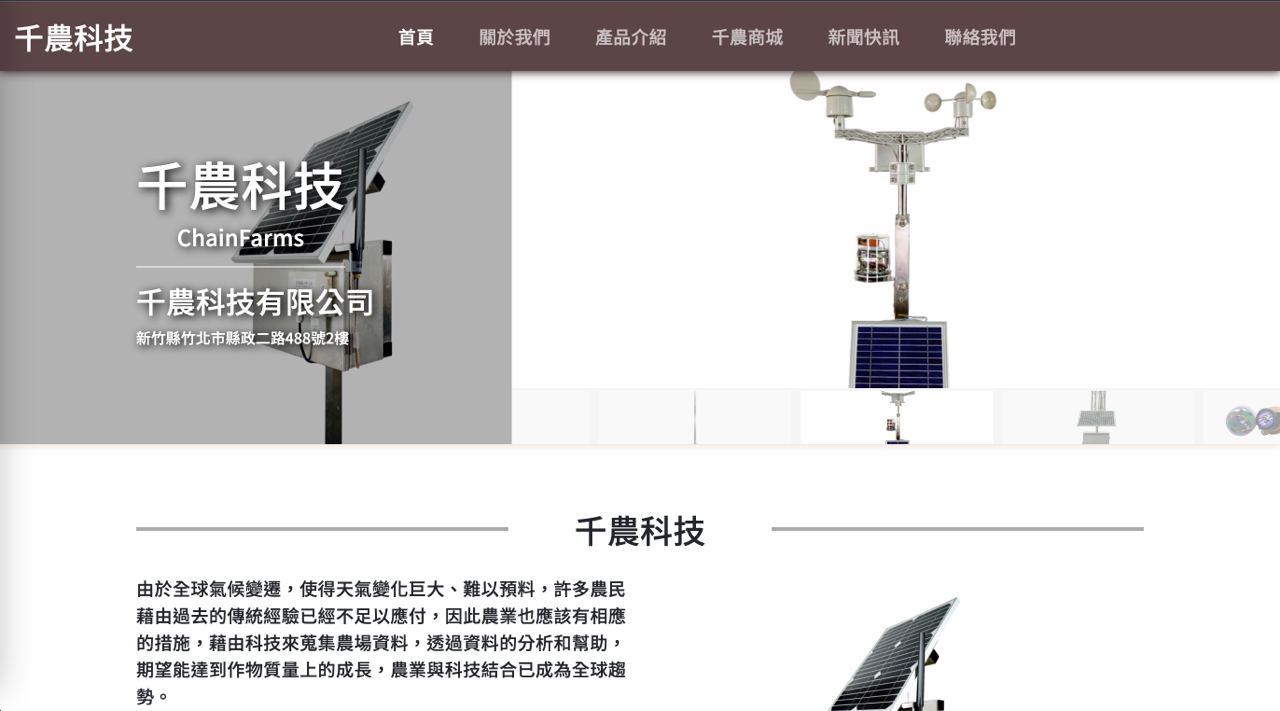 千農科技
首頁
關於我們
產品介紹
千農商城
新聞快訊
聯絡我們
千農科技
ChainFarms
千農科技有限公司
新竹縣竹北市縣政二路488號2樓
千農科技
由於全球氣候變遷，使得天氣變化巨大、難以預料，許多農民
藉由過去的傳統經驗已經不足以應付，因此農業也應該有相應
的措施，藉由科技來蒐集農場資料，透過資料的分析和幫助，
期望能達到作物質量上的成長，農業與科技結合已成為全球趨
勢。